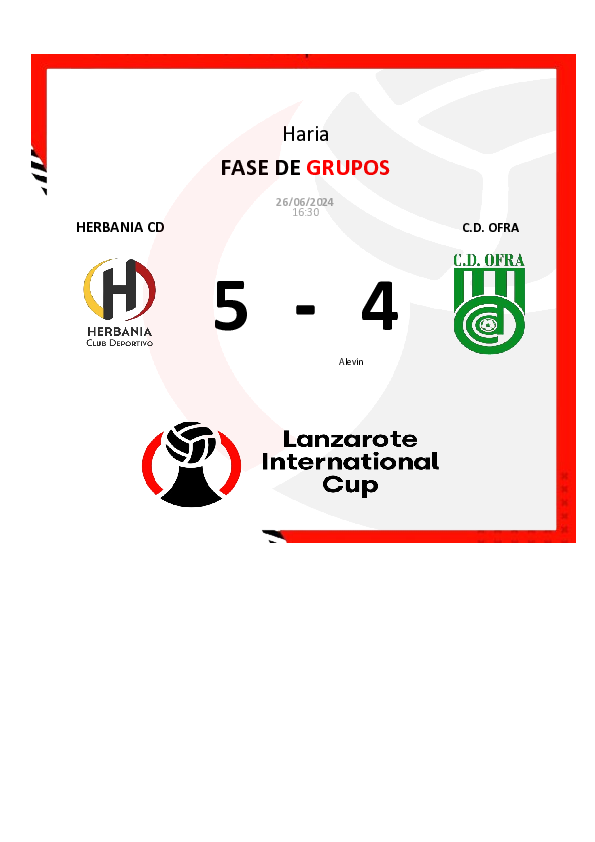 Haria
FASE DE GRUPOS
26/06/2024
16:30
HERBANIA CD
C.D. OFRA
C.D. OFRA
H
HERBANIA
CLUB DEPORTIVO
5 - 4
Alevin
Lanzarote
International
Cup